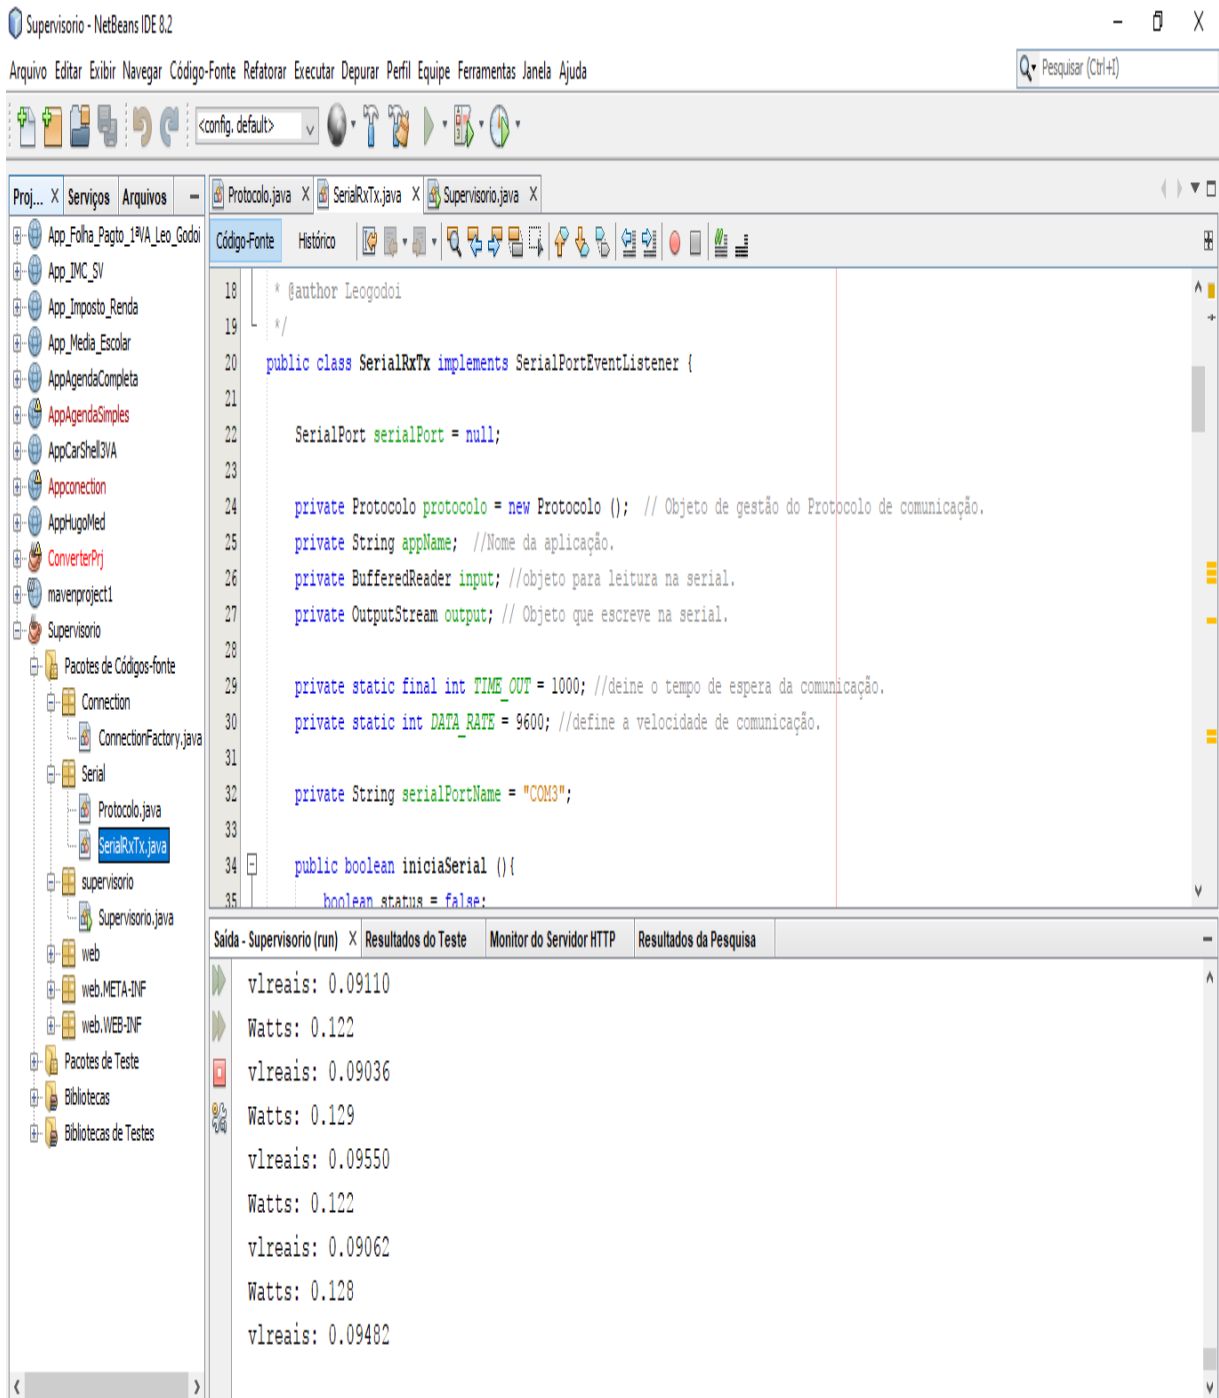 Supervisorio - NetBeans IDE 8.2
Arquivo Editar Exibir Navegar Código-Fonte Refatorar Executar Depurar Perfil Equipe Ferramentas Janela Ajuda
Pesquisar (Ctrl+I)
<config. default>
Proj... X Serviços Arquivos
App_Folha_Pagto_1ªVA_Leo_Godoi
App_IMC_SV
App_Imposto_Renda
App_Media_Escolar
AppAgendaCompleta
AppAgendaSimples
AppCarShell3VA
Appconection
AppHugoMed
ConverterPrj
mavenproject1
Supervisorio
Pacotes de Códigos-fonte
Connection
ConnectionFactory.java
Serial
Protocolo.java
SerialRxTx.java
supervisorio
Supervisorio.java
web
web.META-INF
web.WEB-INF
Pacotes de Teste
Bibliotecas
Bibliotecas de Testes
Protocolo.java X SerialRxTx.java X Supervisorio.java X
Código-Fonte Histórico
18 * @author Leogodoi
19 */
20 public class SerialRxTx implements SerialPortEventListener {
21
22 SerialPort serialPort = null;
23
24 private Protocolo protocolo = new Protocolo (); // Objeto de gestão do Protocolo de comunicação.
25 private String appName; //Nome da aplicação.
26 private BufferedReader input; //objeto para leitura na serial.
27 private OutputStream output; // Objeto que escreve na serial.
28
29 private static final int TIME_OUT = 1000; //deine o tempo de espera da comunicação.
30 private static int DATA_RATE = 9600; //define a velocidade de comunicação.
31
32 private String serialPortName = "COM3";
33
34 public boolean iniciaSerial (){
35 boolean status = false;
Saída - Supervisorio (run) X Resultados do Teste Monitor do Servidor HTTP Resultados da Pesquisa
vlreais: 0.09110
Watts: 0.122
vlreais: 0.09036
Watts: 0.129
vlreais: 0.09550
Watts: 0.122
vlreais: 0.09062
Watts: 0.128
vlreais: 0.09482